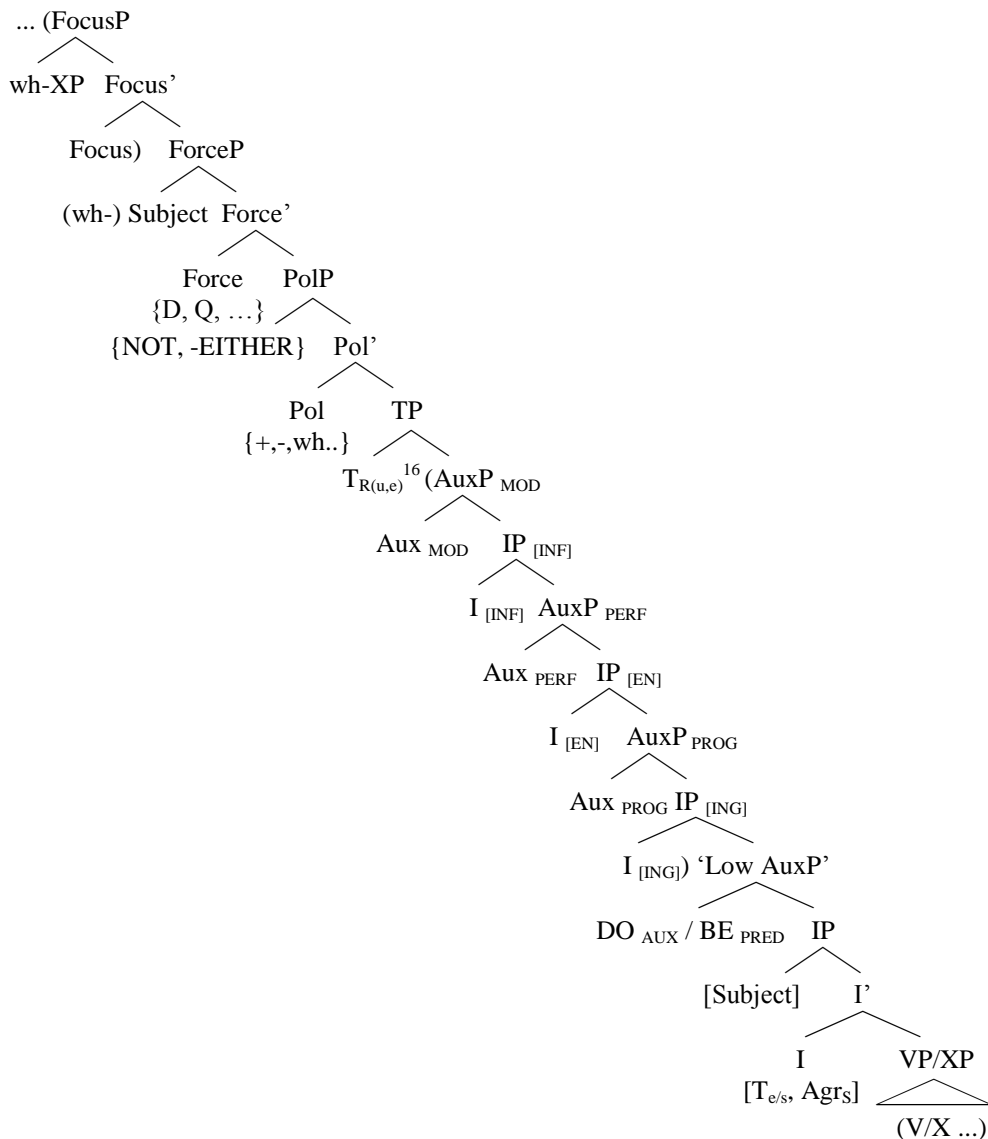 ... (FocusP
wh-XP Focus’
Focus) ForceP
(wh-) Subject Force’
Force PolP
{D, Q, …}
{NOT, -EITHER} Pol’
Pol TP
{+,-,wh..}
T R(u,e) 16 (AuxP MOD
Aux MOD IP [INF]
I [INF] AuxP PERF
Aux PERF IP [EN]
I [EN] AuxP PROG
Aux PROG IP [ING]
I [ING]) ‘Low AuxP’
DO AUX / BE PRED IP
[Subject] I’
I VP/XP
[Te/s, AgrS]
(V/X ...)